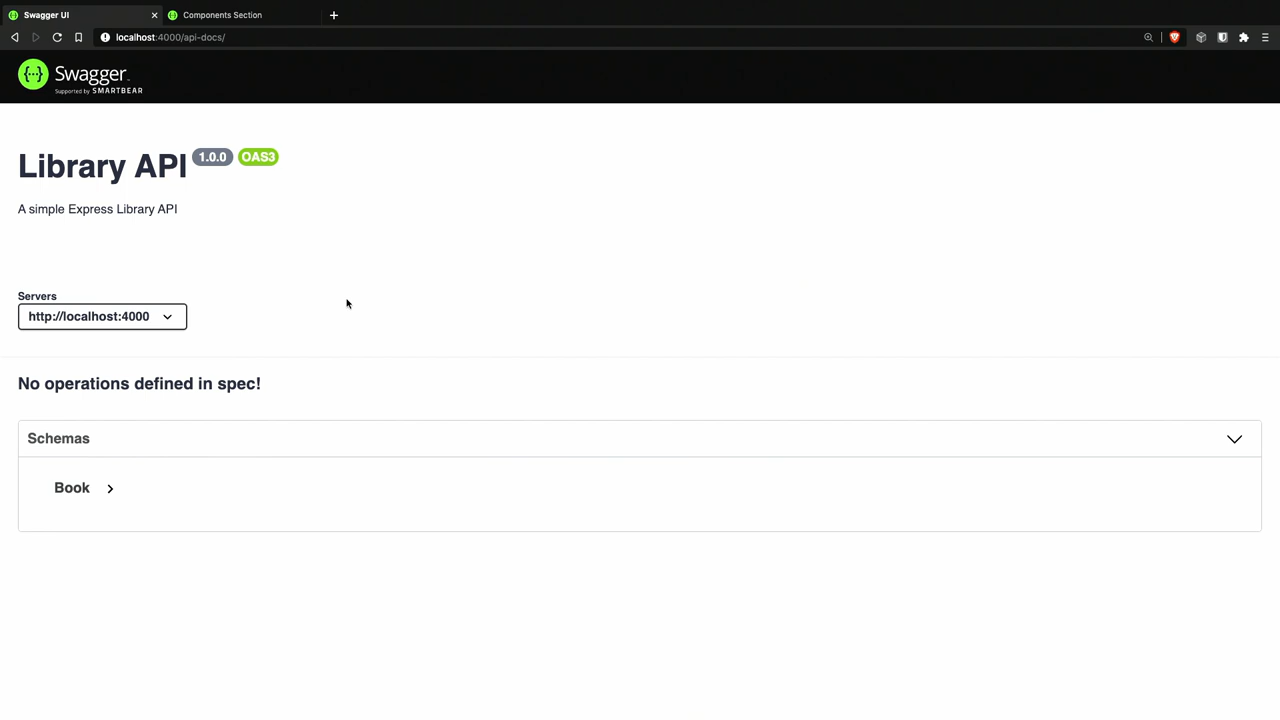 Swagger UI
Components Section
localhost:4000/api-docs/
Swagger
Supported by SMARTBEAR
Library API 1.0.0 OAS3
A simple Express Library API
Servers
http://localhost:4000
No operations defined in spec!
Schemas
Book